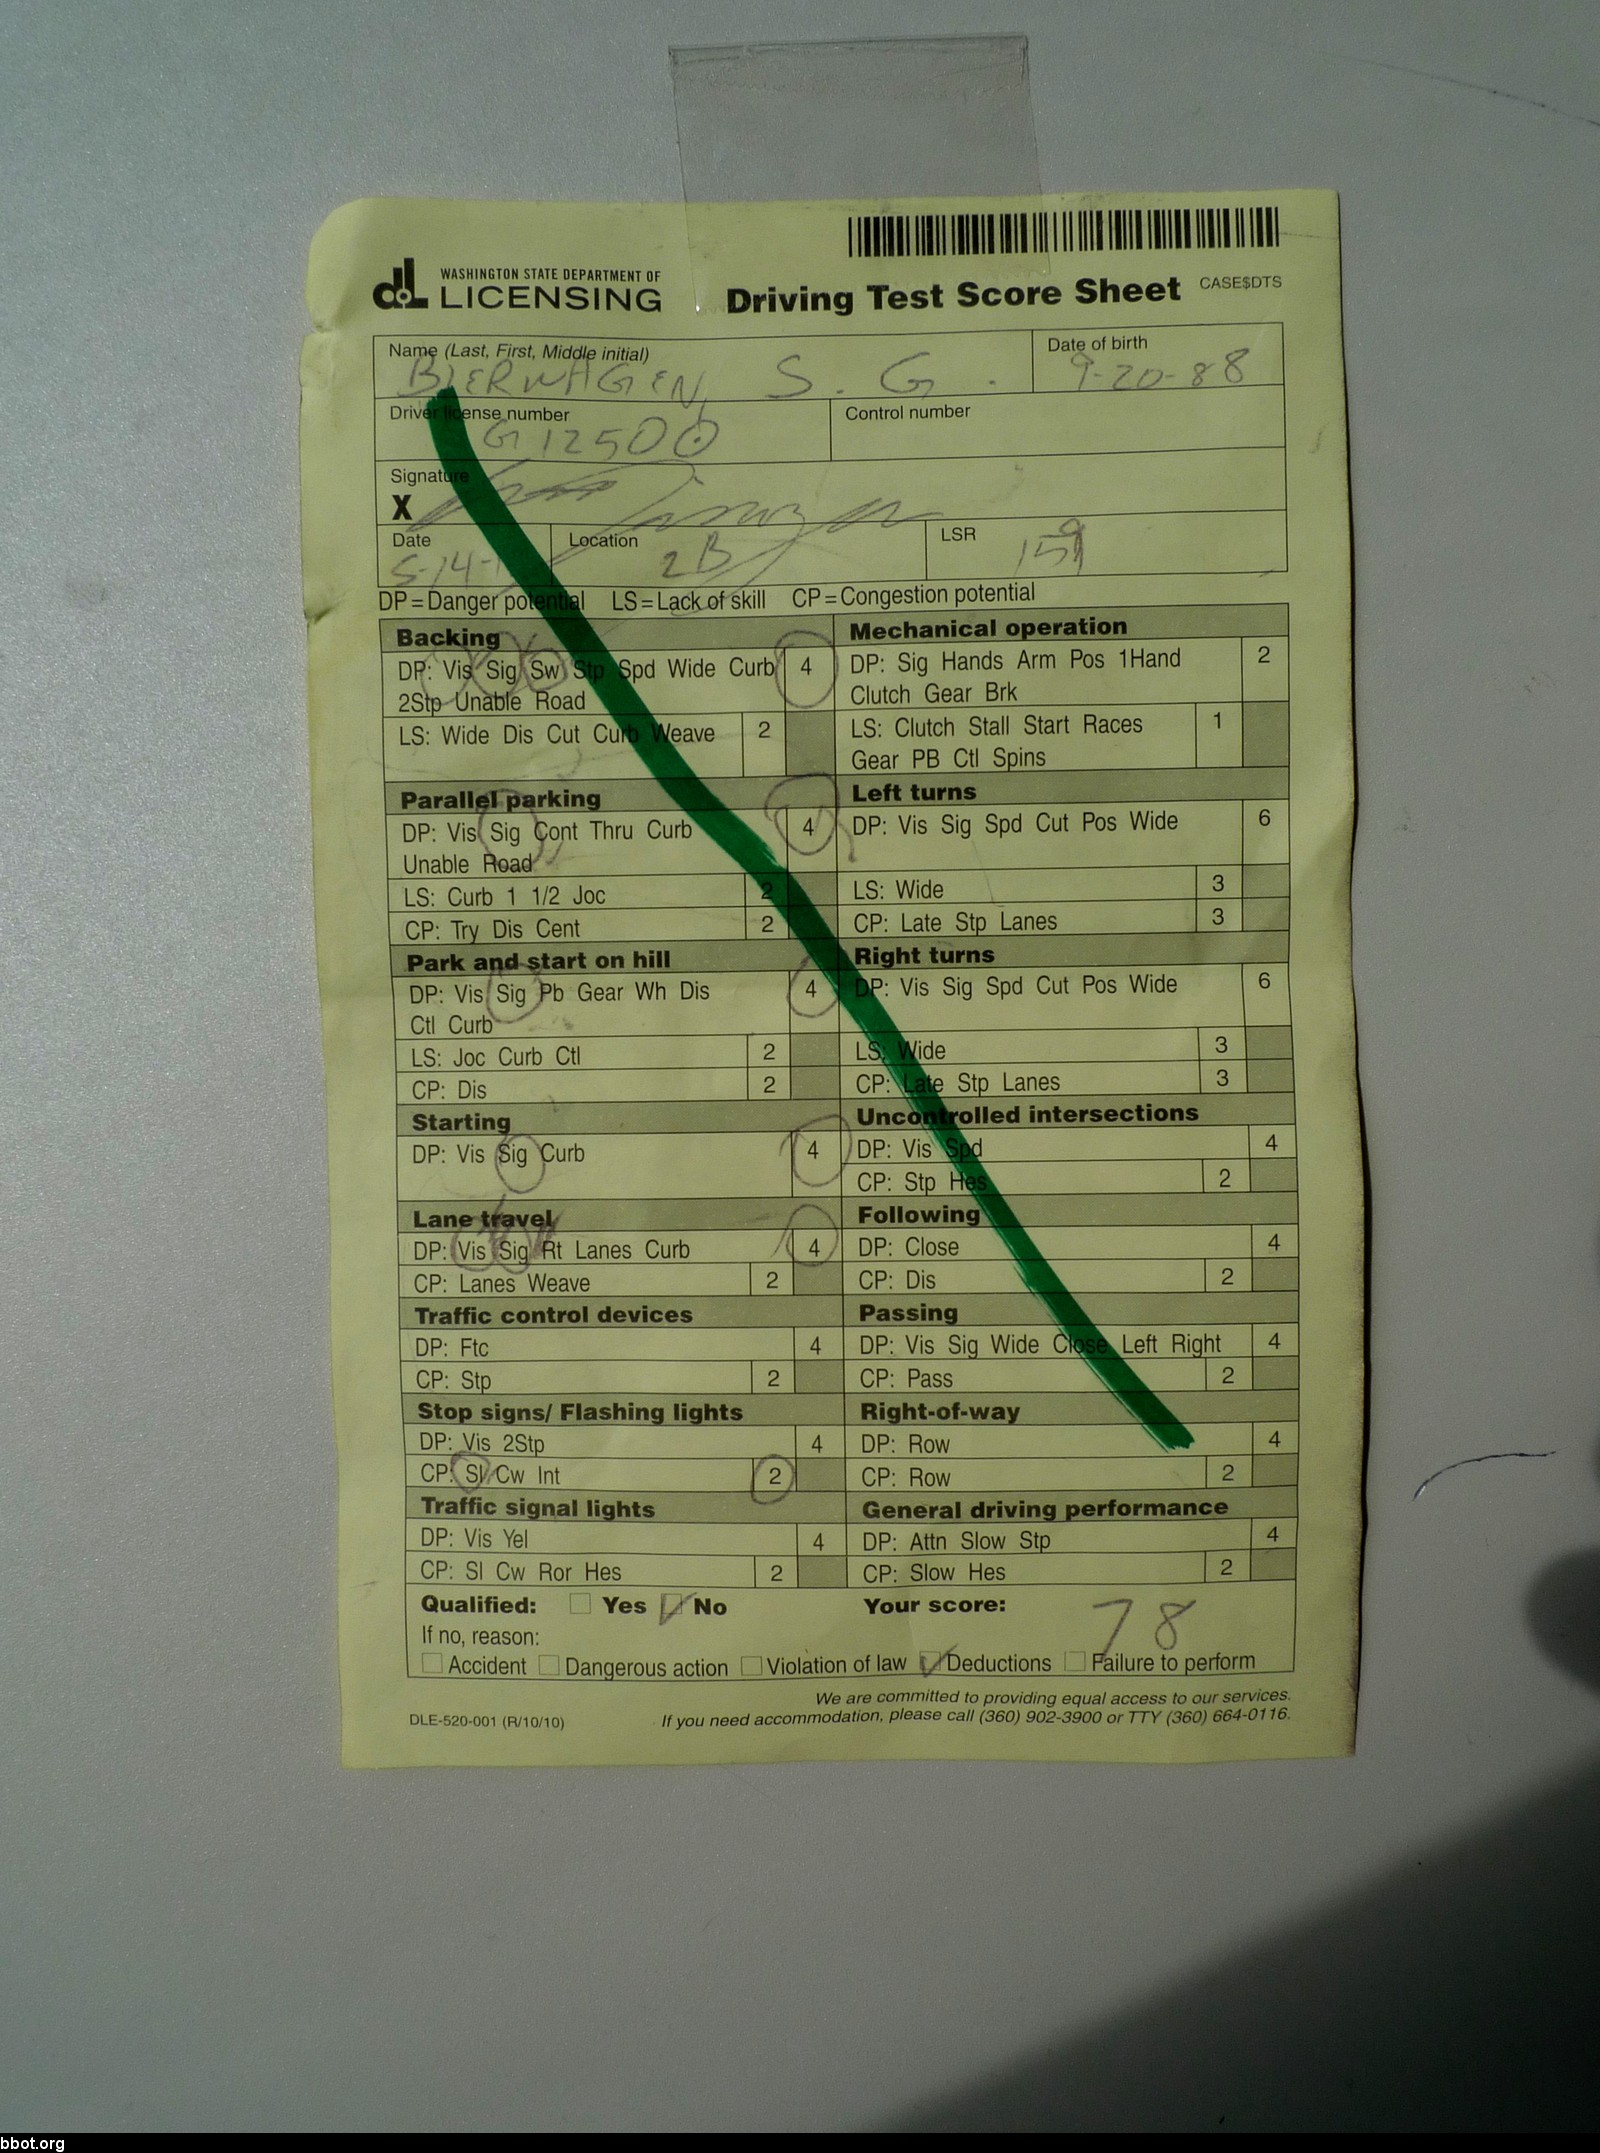 WASHINGTON STATE DEPARTMENT OF
LICENSING
Driving Test Score Sheet CASE$DTS
Name (Last, First, Middle initial)
BIERWAGEN, S. G.
Date of birth
9-20-88
Driver license number
G12500
Control number
Signature
X
Date
5-14-1
Location
2B
LSR
159
DP=Danger potential LS=Lack of skill CP=Congestion potential
Backing
DP: Vis Sig Sw Stp Spd Wide Curb 4
2Stp Unable Road
LS: Wide Dis Cut Curb Weave 2
Parallel parking
DP: Vis Sig Cont Thru Curb 4
Unable Road
LS: Curb 1 1/2 Joc 2
CP: Try Dis Cent 2
Park and start on hill
DP: Vis Sig Pb Gear Wh Dis 4
Ctl Curb
LS: Joc Curb Ctl 2
CP: Dis 2
Starting
DP: Vis Sig Curb 4
Lane travel
DP: Vis Sig Rt Lanes Curb 4
CP: Lanes Weave 2
Traffic control devices
DP: Ftc 4
CP: Stp 2
Stop signs/ Flashing lights
DP: Vis 2Stp 4
CP: Sl Cw Int 2
Traffic signal lights
DP: Vis Yel 4
CP: Sl Cw Ror Hes 2
Mechanical operation
DP: Sig Hands Arm Pos 1Hand 2
Clutch Gear Brk
LS: Clutch Stall Start Races 1
Gear PB Ctl Spins
Left turns
DP: Vis Sig Spd Cut Pos Wide 6
LS: Wide 3
CP: Late Stp Lanes 3
Right turns
DP: Vis Sig Spd Cut Pos Wide 6
LS: Wide 3
CP: Late Stp Lanes 3
Uncontrolled intersections
DP: Vis Spd 4
CP: Stp Hes 2
Following
DP: Close 4
CP: Dis 2
Passing
DP: Vis Sig Wide Close Left Right 4
CP: Pass 2
Right-of-way
DP: Row 4
CP: Row 2
General driving performance
DP: Attn Slow Stp 4
CP: Slow Hes 2
Qualified: Yes No
Your score: 78
If no, reason:
Accident Dangerous action Violation of law Deductions Failure to perform
We are committed to providing equal access to our services.
DLE-520-001 (R/10/10)
If you need accommodation, please call (360) 902-3900 or TTY (360) 664-0116.
bbot.org